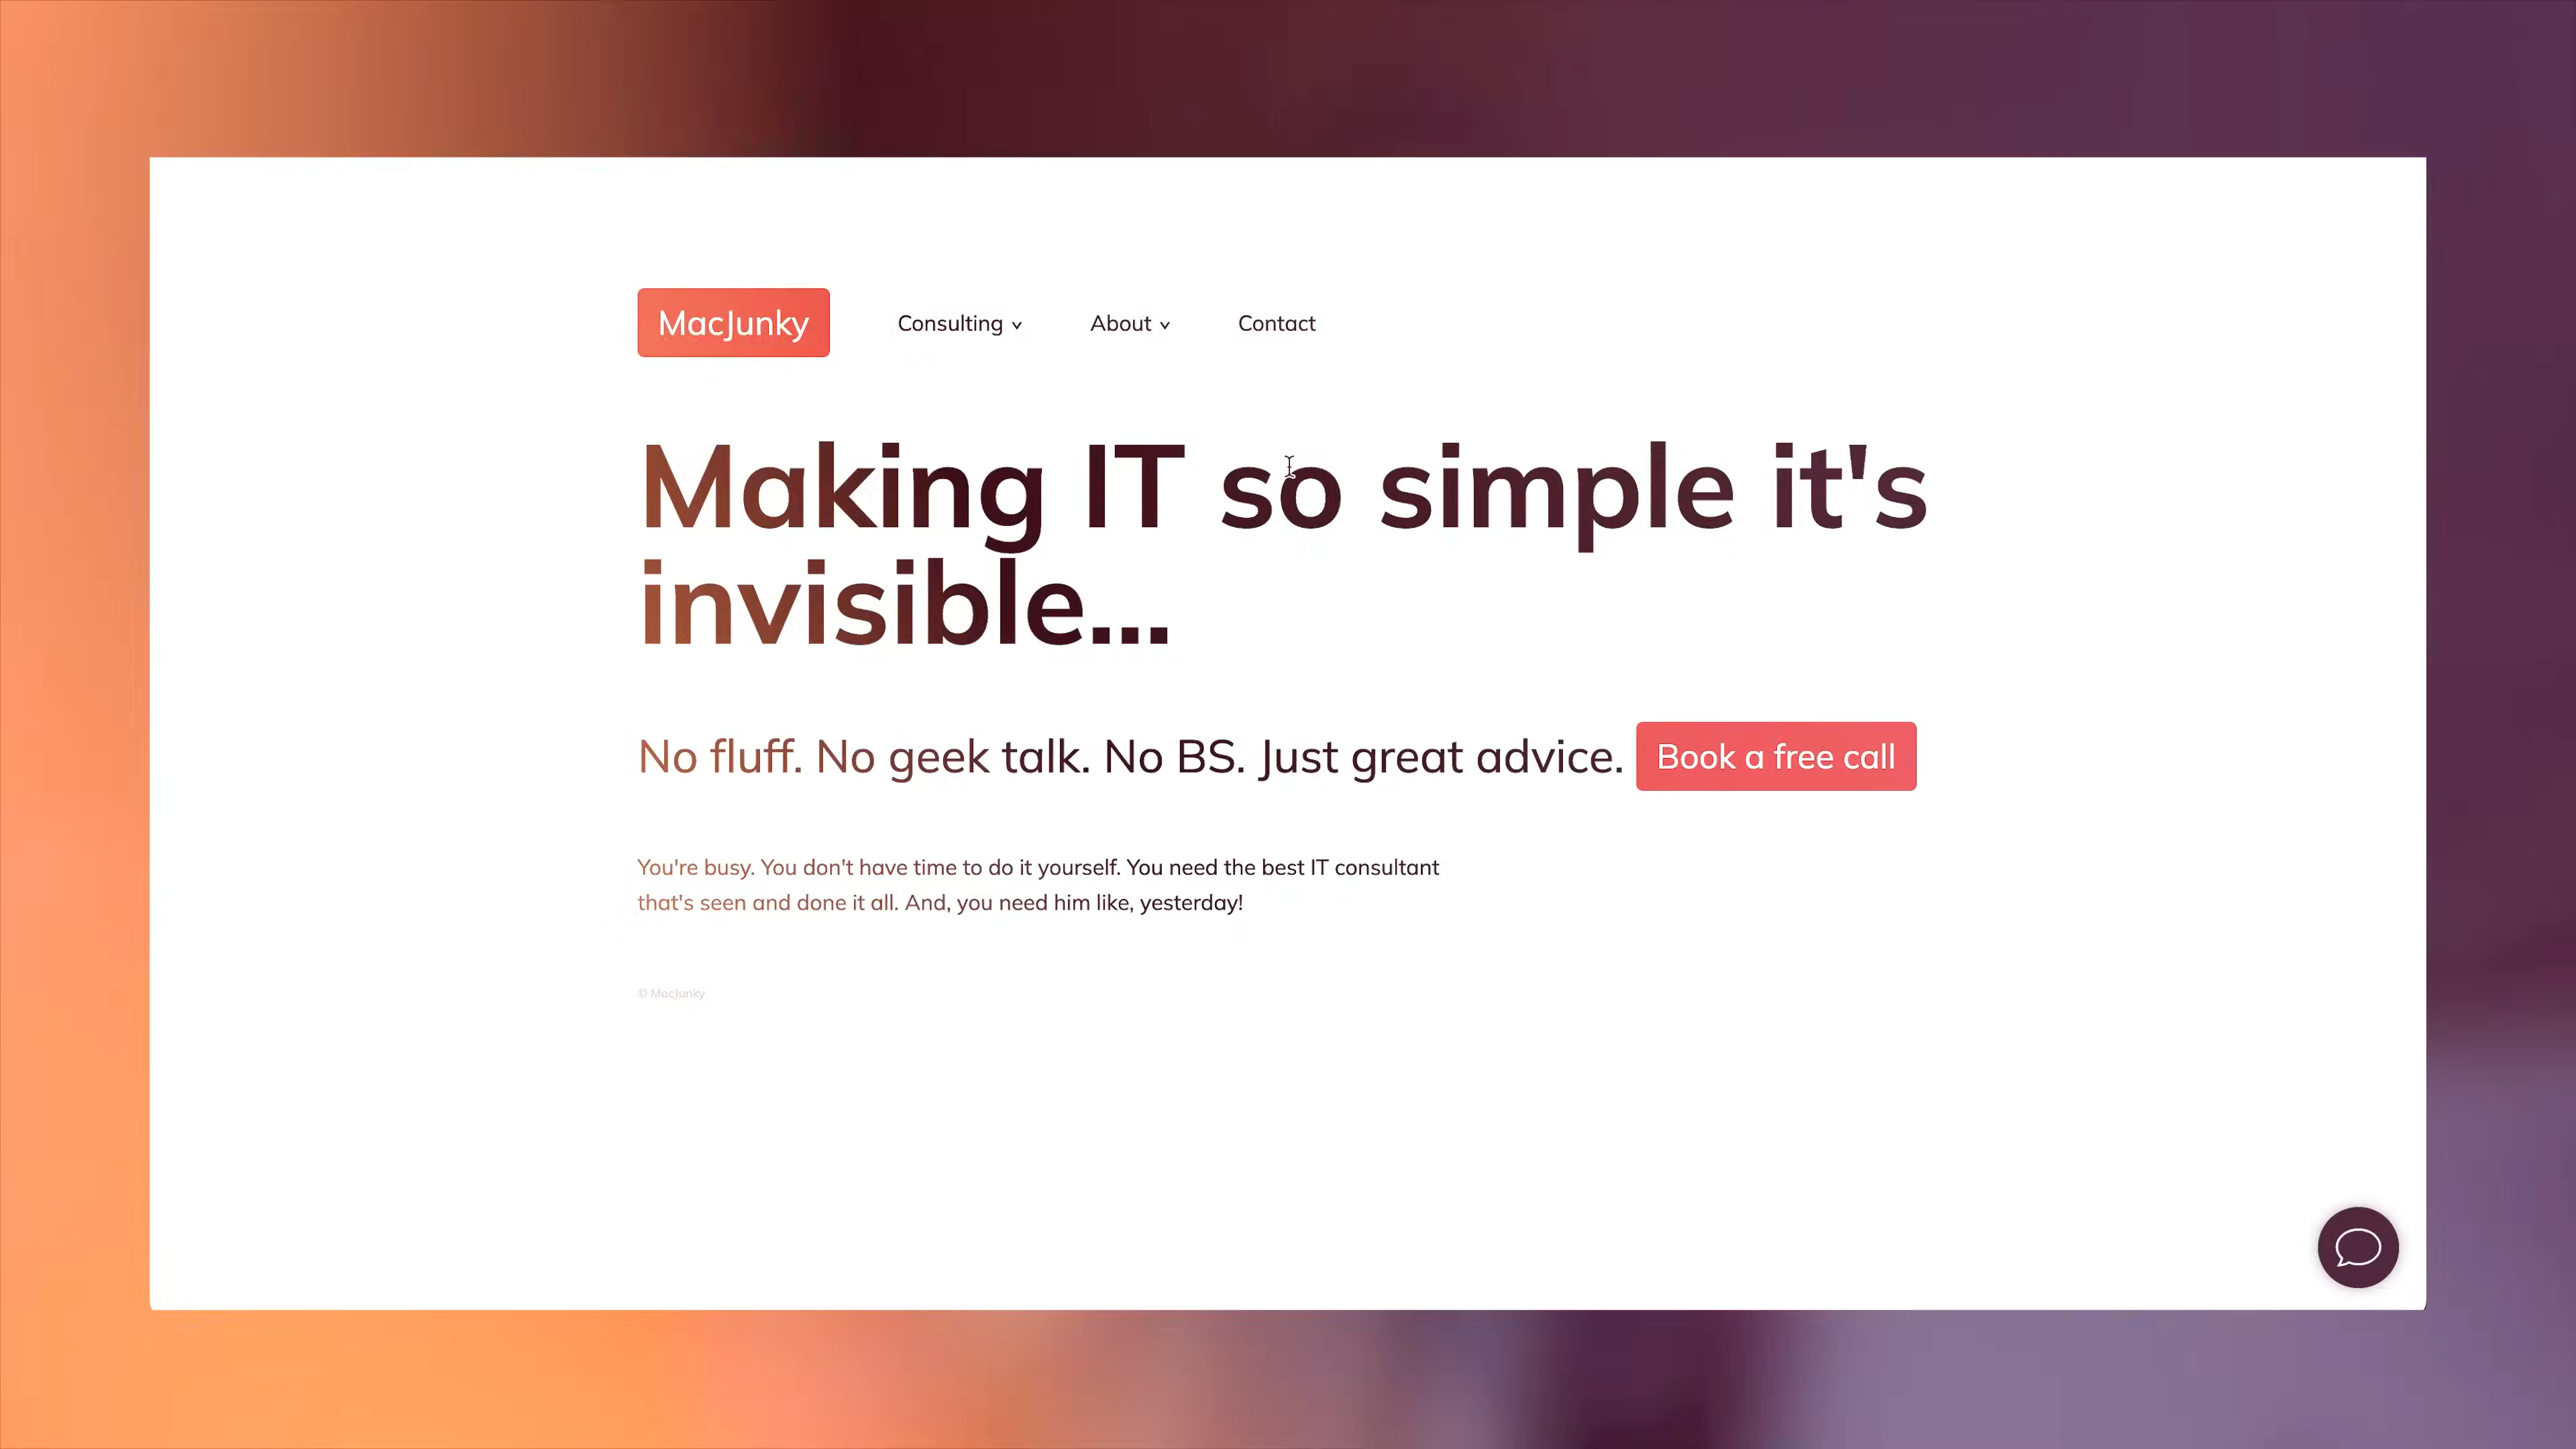 MacJunky
Consulting
About
Contact
Making IT so simple it's
invisible...
No fluff. No geek talk. No BS. Just great advice.
Book a free call
You're busy. You don't have time to do it yourself. You need the best IT consultant
that's seen and done it all. And, you need him like, yesterday!
© MacJunky